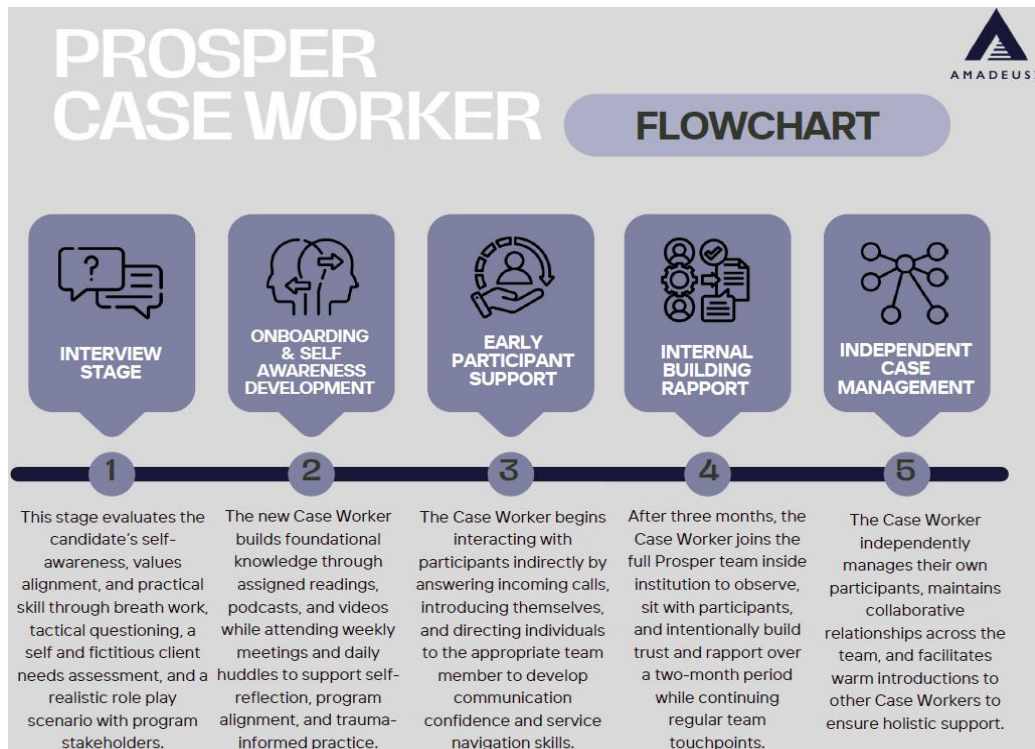 PROSPER
CASE WORKER
FLOWCHART
AMADEUS
?
INTERVIEW
STAGE
ONBOARDING
& SELF
AWARENESS
DEVELOPMENT
EARLY
PARTICIPANT
SUPPORT
INTERNAL
BUILDING
RAPPORT
INDEPENDENT
CASE
MANAGEMENT
1
2
3
4
5
This stage evaluates the
candidate's self-
awareness, values
alignment, and practical
skill through breath work,
tactical questioning, a
self and fictitious client
needs assessment, and a
realistic role play
scenario with program
stakeholders.
The new Case Worker
builds foundational
knowledge through
assigned readings,
podcasts, and videos
while attending weekly
meetings and daily
huddles to support self-
reflection, program
alignment, and trauma-
informed practice.
The Case Worker begins
interacting with
participants indirectly by
answering incoming calls,
introducing themselves,
and directing individuals
to the appropriate team
member to develop
communication
confidence and service
navigation skills.
After three months, the
Case Worker joins the
full Prosper team inside
institution to observe,
sit with participants,
and intentionally build
trust and rapport over
a two-month period
while continuing
regular team
touchpoints.
The Case Worker
independently
manages their own
participants, maintains
collaborative
relationships across the
team, and facilitates
warm introductions to
other Case Workers to
ensure holistic support.